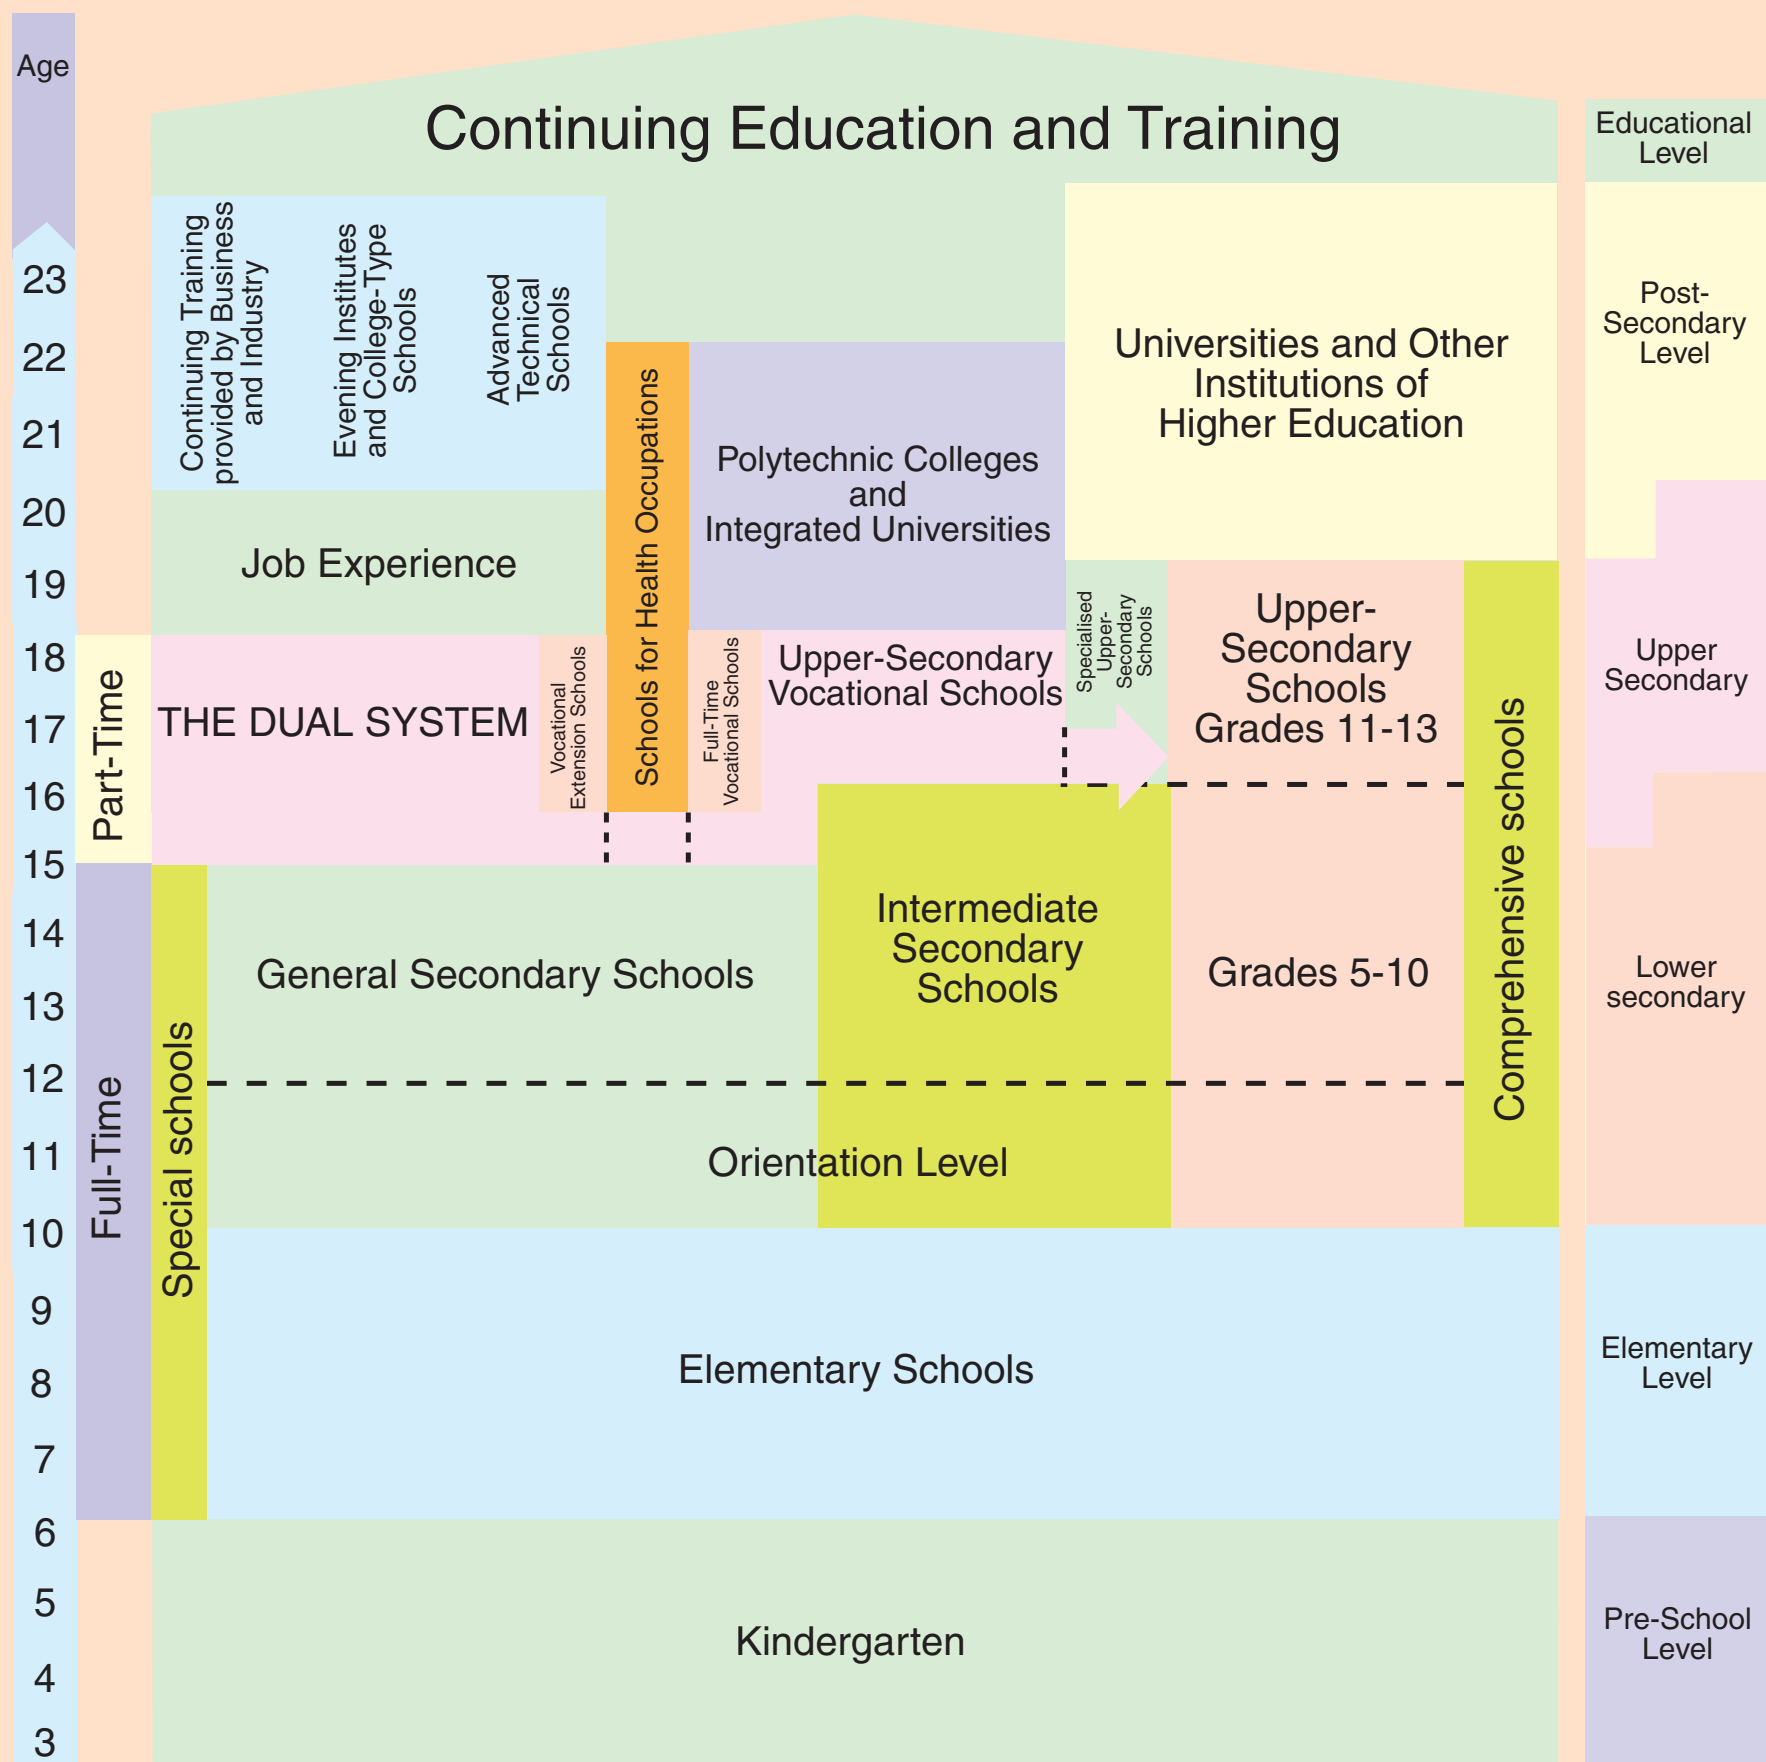 Age
Continuing Education and Training
Educational
Level
Continuing Training
provided by Business
and Industry
Evening Institutes
and College-Type
Schools
Advanced
Technical
Schools
Universities and Other
Institutions of
Higher Education
Post-
Secondary
Level
Polytechnic Colleges
and
Integrated Universities
Schools for Health Occupations
Job Experience
Specialised
Upper-
Secondary
Schools
Upper-
Secondary
Schools
Grades 11-13
Upper
Secondary
Part-Time
THE DUAL SYSTEM
Vocational
Extension Schools
Full-Time
Vocational Schools
Upper-Secondary
Vocational Schools
Comprehensive schools
Full-Time
Special schools
General Secondary Schools
Intermediate
Secondary
Schools
Grades 5-10
Lower
secondary
Orientation Level
Elementary Schools
Elementary
Level
Kindergarten
Pre-School
Level
23
22
21
20
19
18
17
16
15
14
13
12
11
10
9
8
7
6
5
4
3